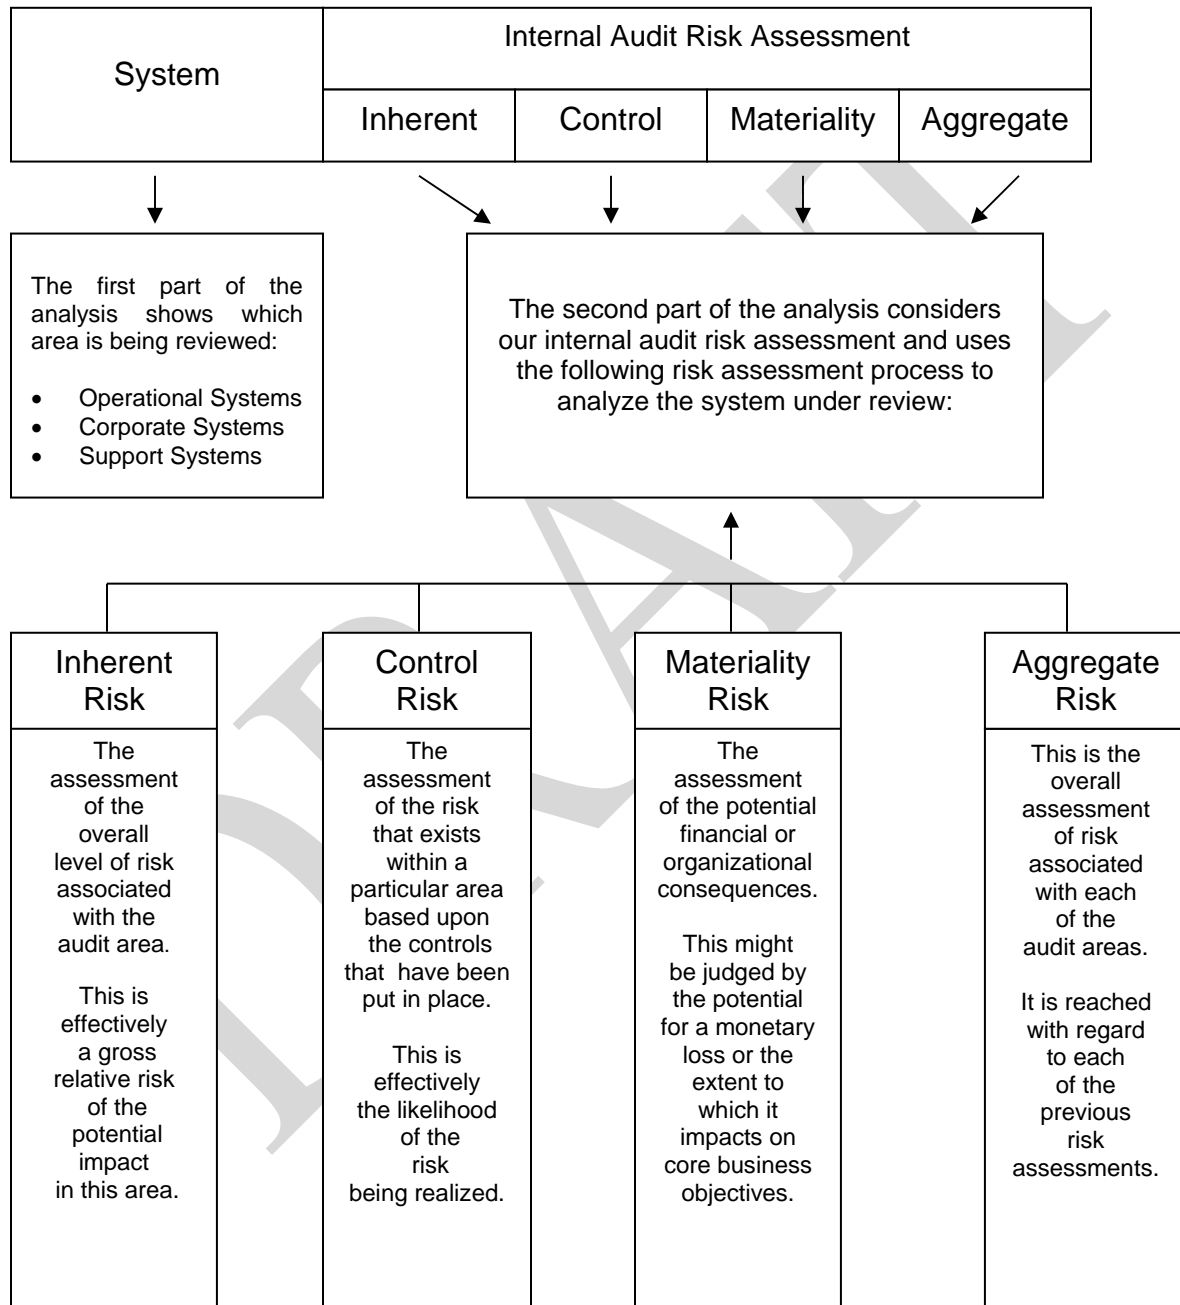 System
Internal Audit Risk Assessment
Inherent
Control
Materiality
Aggregate
The first part of the
analysis shows which
area is being reviewed:
• Operational Systems
• Corporate Systems
• Support Systems
The second part of the analysis considers
our internal audit risk assessment and uses
the following risk assessment process to
analyze the system under review:
Inherent
Risk
The
assessment
of the
overall
level of risk
associated
with the
audit area.
This is
effectively
a gross
relative risk
of the
potential
impact
in this area.
Control
Risk
The
assessment
of the risk
that exists
within a
particular area
based upon
the controls
that have been
put in place.
This is
effectively
the likelihood
of the
risk
being realized.
Materiality
Risk
The
assessment
of the potential
financial or
organizational
consequences.
This might
be judged by
the potential
for a monetary
loss or the
extent to
which it
impacts on
core business
objectives.
Aggregate
Risk
This is the
overall
assessment
of risk
associated
with each
of the
audit areas.
It is reached
with regard
to each
of the
previous
risk
assessments.
DRAFT